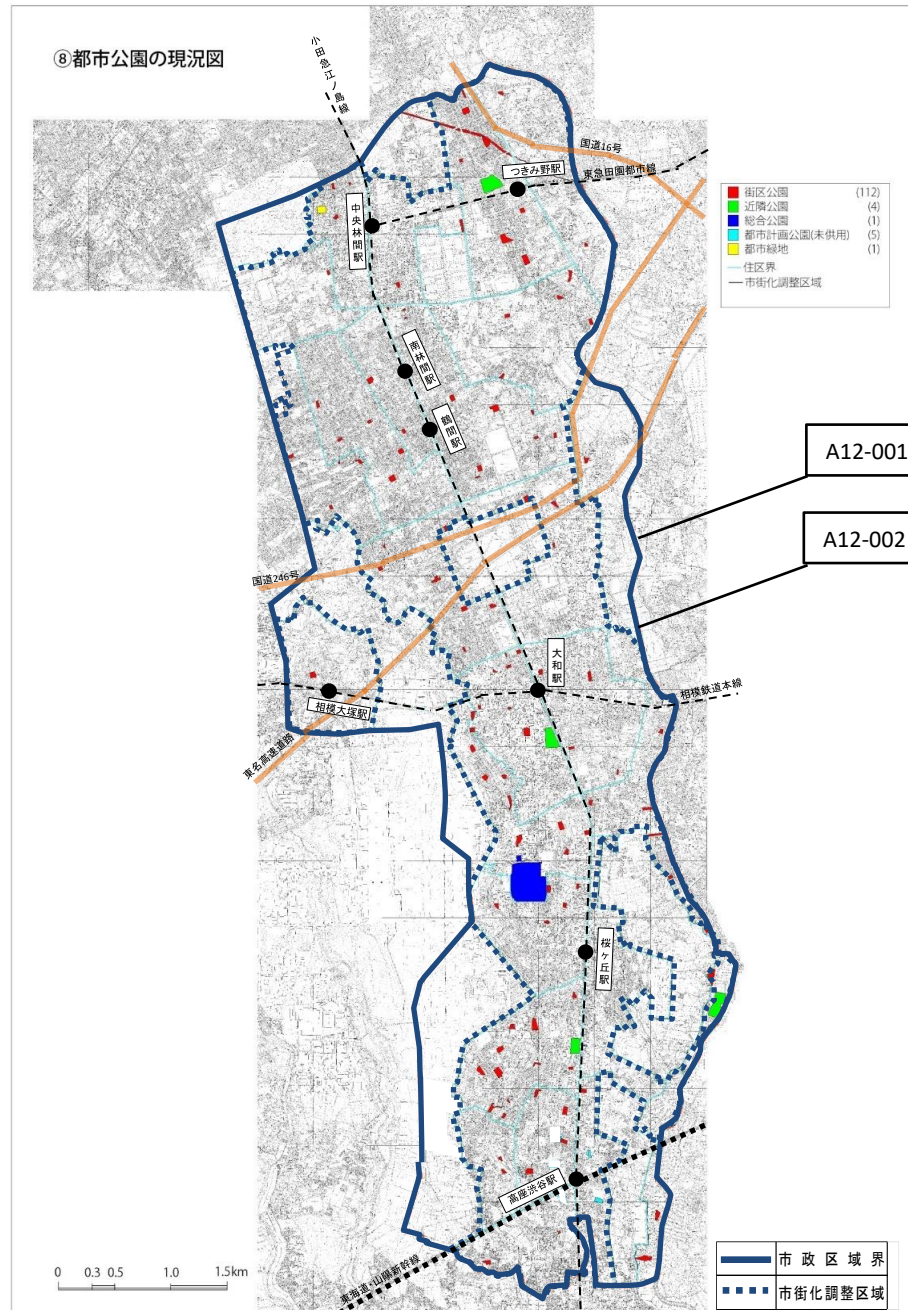 ⑧都市公園の現況図
小田急江ノ島線
国道16号
つきみ野駅
東急田園都市線
中央林間駅
街区公園 (112)
近隣公園 (4)
総合公園 (1)
都市計画公園(未供用) (5)
都市緑地 (1)
住区界
市街化調整区域
南林間駅
鶴間駅
A12-001
A12-002
国道246号
大和駅
相模鉄道本線
相模大塚駅
東名高速道路
桜ヶ丘駅
高座渋谷駅
東海道・山陽新幹線
0 0.3 0.5 1.0 1.5km
市政区域界
市街化調整区域